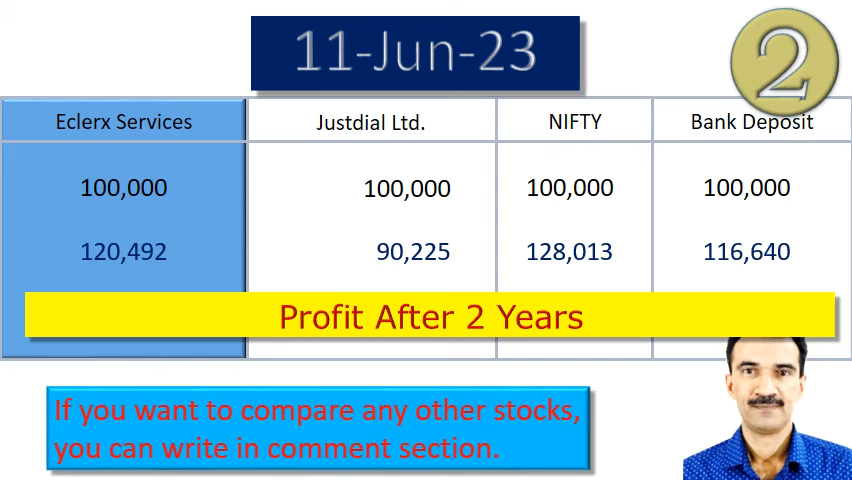 11-Jun-23
2
Eclerx Services Justdial Ltd. NIFTY Bank Deposit
100,000 100,000 100,000 100,000
120,492 90,225 128,013 116,640
Profit After 2 Years
If you want to compare any other stocks,
you can write in comment section.